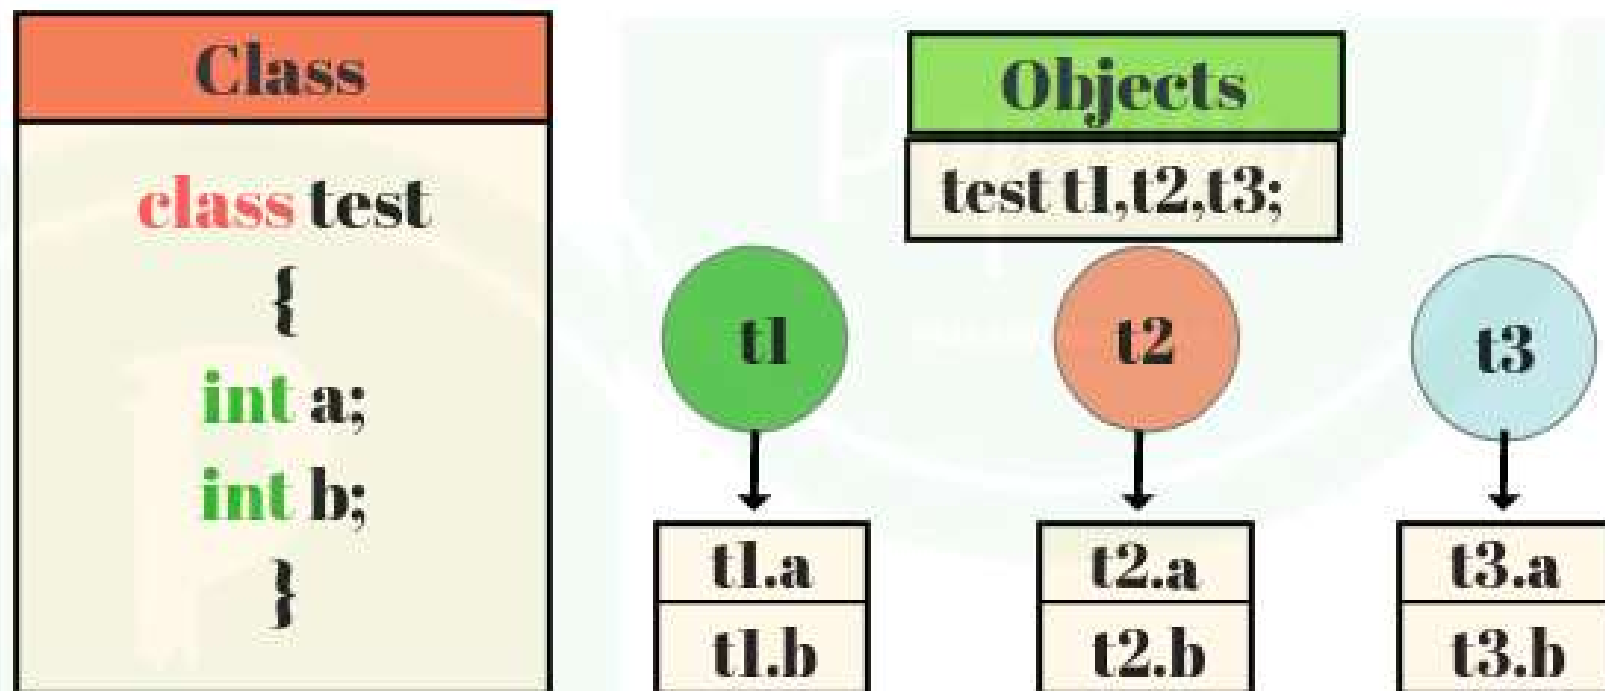 Class
class test
{
int a;
int b;
}
Objects
test t1,t2,t3;
t1
t2
t3
t1.a
t1.b
t2.a
t2.b
t3.a
t3.b